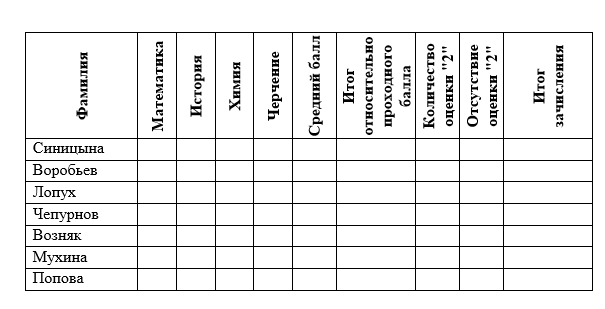 Фамилия
Математика
История
Химия
Черчение
Средний балл
Итог
относительно
проходного
балла
Количество
оценки "2"
Отсутствие
оценки "2"
Итог
зачисления
Синицына
Воробьев
Лопух
Чепурнов
Возняк
Мухина
Попова